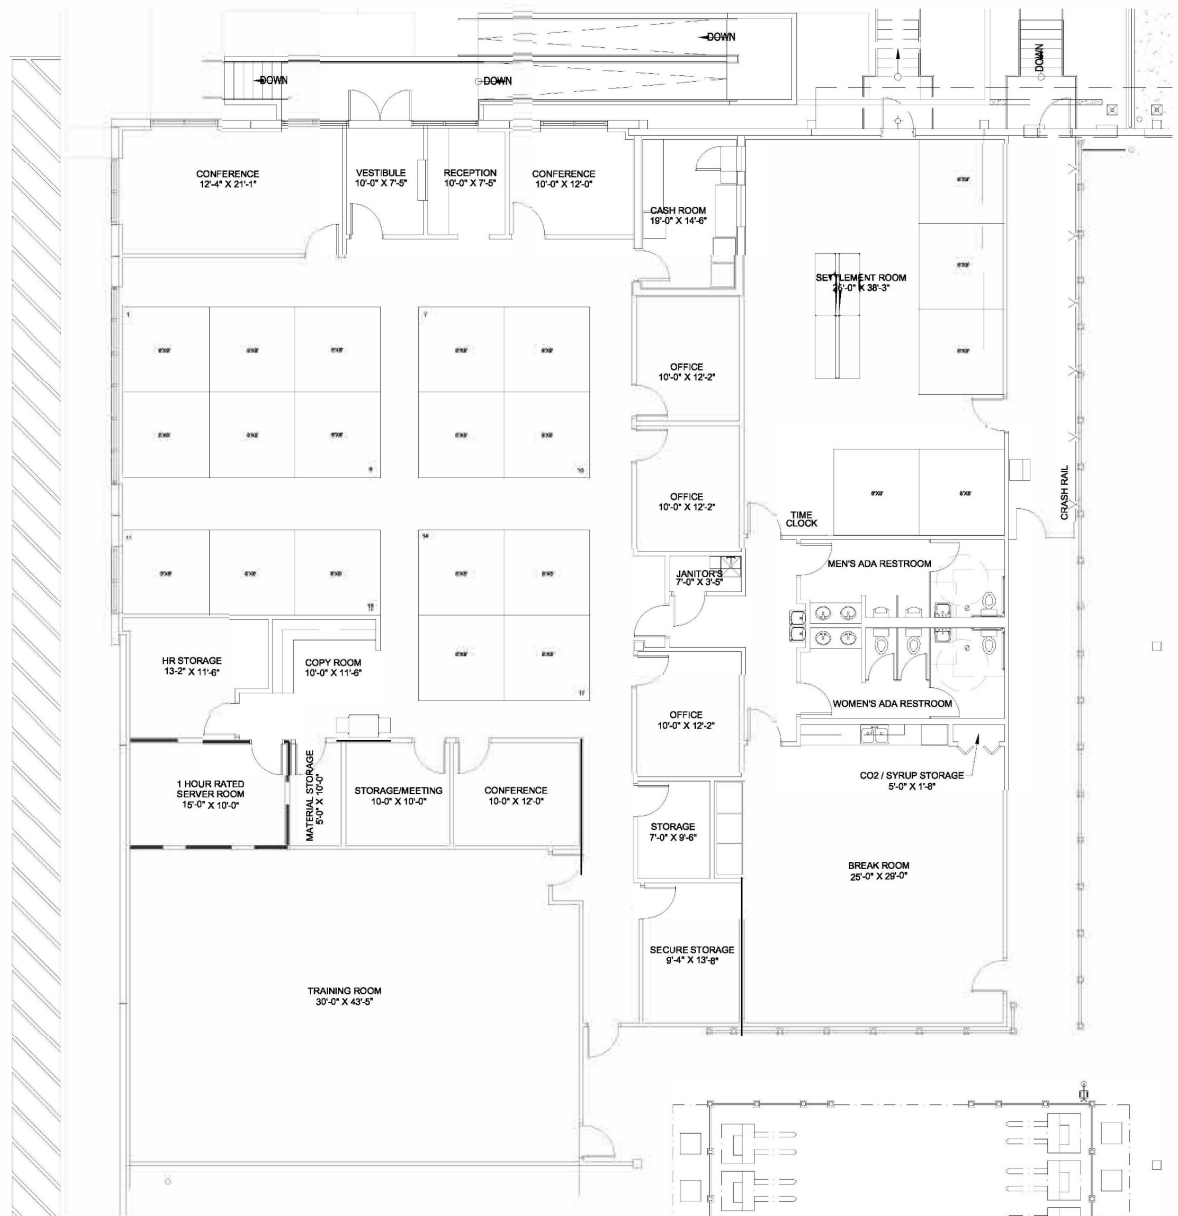 DOWN
DOWN
DOWN
DOWN
CONFERENCE
12'-4" X 21'-1"
VESTIBULE
10'-0" X 7'-5"
RECEPTION
10'-0" X 7'-5"
CONFERENCE
10'-0" X 12'-0"
CASH ROOM
19'-0" X 14'-6"
SETTLEMENT ROOM
26'-0" X 38'-3"
OFFICE
10'-0" X 12'-2"
OFFICE
10'-0" X 12'-2"
CRASH RAIL
TIME
CLOCK
JANITOR'S
7'-0" X 3'-5"
MEN'S ADA RESTROOM
HR STORAGE
13-2" X 11'-6"
COPY ROOM
10'-0" X 11'-6"
WOMEN'S ADA RESTROOM
OFFICE
10'-0" X 12'-2"
1 HOUR RATED
SERVER ROOM
15'-0" X 10'-0"
MATERIAL STORAGE
5'-0" X 10'-0"
STORAGE/MEETING
10-0" X 10'-0"
CONFERENCE
10-0" X 12'-0"
CO2 / SYRUP STORAGE
5'-0" X 1'-8"
STORAGE
7'-0" X 9'-6"
BREAK ROOM
25'-0" X 29'-0"
SECURE STORAGE
9'-4" X 13'-8"
TRAINING ROOM
30'-0" X 43'-5"